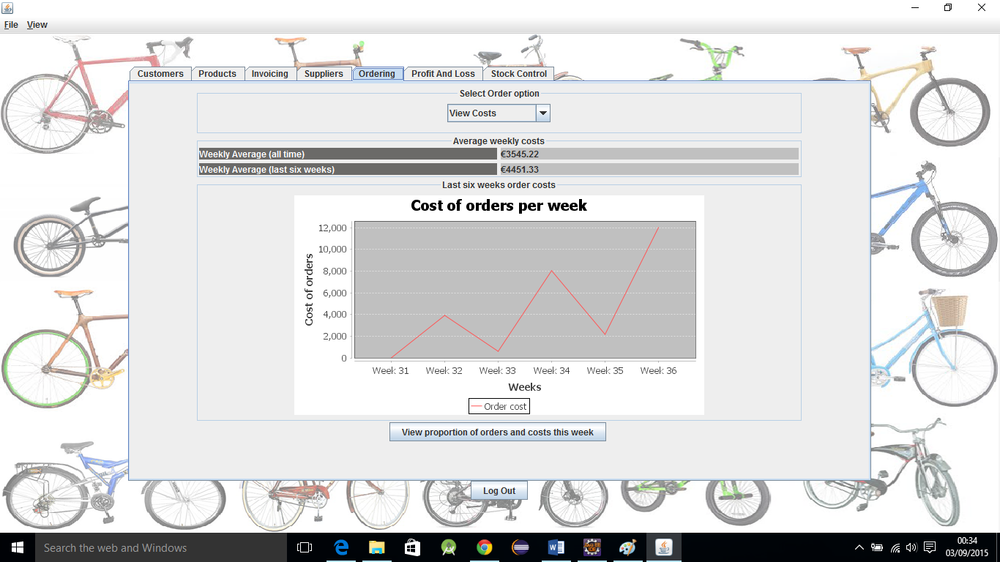 File View
Customers Products Invoicing Suppliers Ordering Profit And Loss Stock Control
Select Order option
View Costs
Average weekly costs
Weekly Average (all time) €3545.22
Weekly Average (last six weeks) €4451.33
Last six weeks order costs
Cost of orders per week
12,000
10,000
8,000
6,000
4,000
2,000
0
Cost of orders
Week 31 Week 32 Week 33 Week 34 Week 35 Week 36
Weeks
Order cost
View proportion of orders and costs this week
Log Out
Search the web and Windows
Java EE
IDE
00:34
03/09/2015